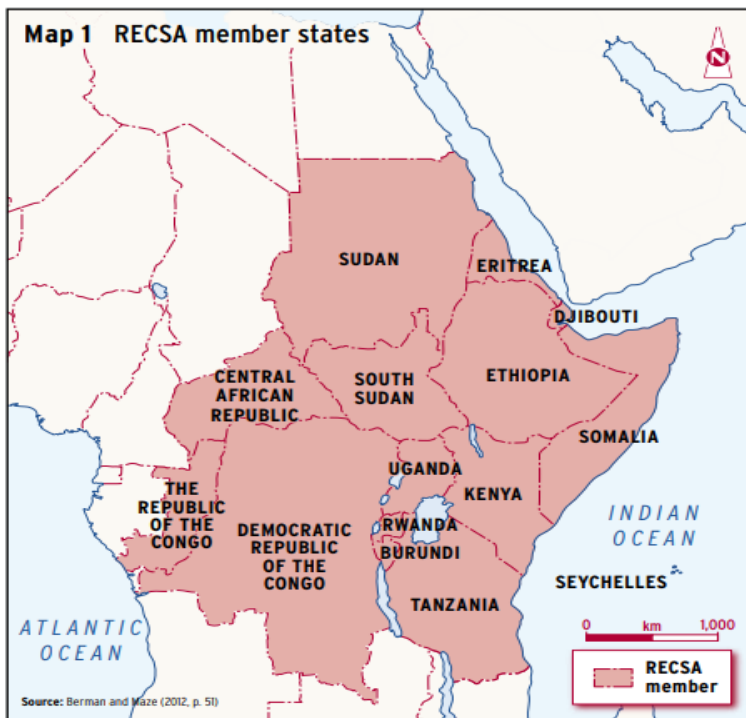 Map 1 RECSA member states
N
SUDAN
ERITREA
DJIBOUTI
CENTRAL
AFRICAN
REPUBLIC
SOUTH
SUDAN
ETHIOPIA
SOMALIA
UGANDA
KENYA
THE
REPUBLIC
OF THE
CONGO
DEMOCRATIC
REPUBLIC
OF THE
CONGO
RWANDA
BURUNDI
TANZANIA
INDIAN
OCEAN
SEYCHELLES
ATLANTIC
OCEAN
0 km 1,000
RECSA
member
Source: Berman and Maze (2012, p. 51)